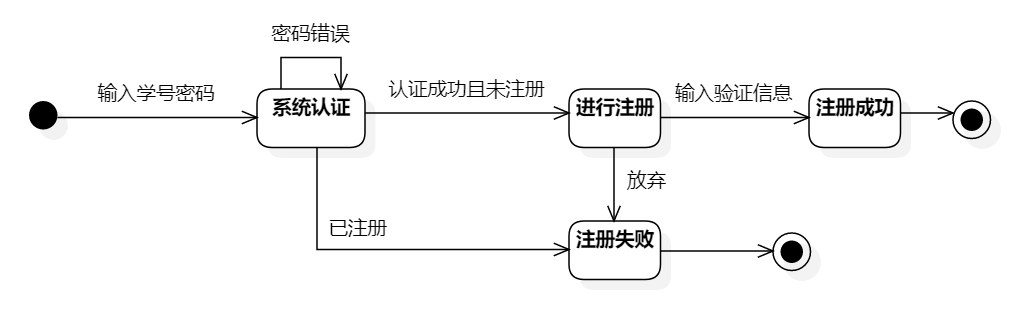 密码错误
输入学号密码
系统认证
认证成功且未注册
进行注册
输入验证信息
注册成功
放弃
已注册
注册失败